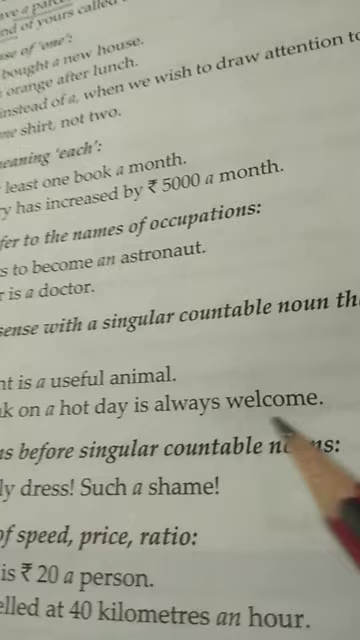 ave a parce
nd of yours called
se of 'one':
bought a new house.
orange after lunch.
instead of a, when we wish to draw attention to
ne shirt, not two.
meaning 'each':
least one book a month.
y has increased by ₹ 5000 a month.
fer to the names of occupations:
s to become an astronaut.
r is a doctor.
sense with a singular countable noun th
nt is a useful animal.
k on a hot day is always welcome.
ns before singular countable
ly dress! Such a shame!
of speed, price, ratio:
is ₹ 20 a person.
elled at 40 kilometres an hour.